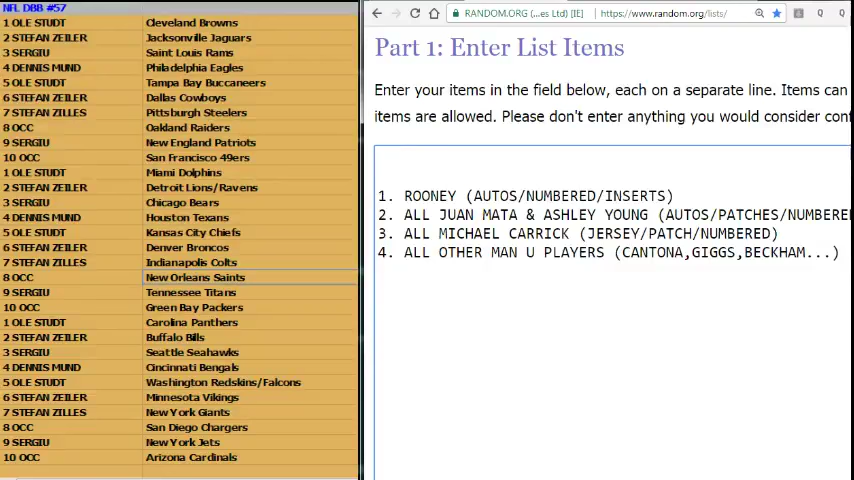 NFL DBB #57
1 OLE STUDT Cleveland Browns
2 STEFAN ZEILER Jacksonville Jaguars
3 SERGIU Saint Louis Rams
4 DENNIS MUND Philadelphia Eagles
5 OLE STUDT Tampa Bay Buccaneers
6 STEFAN ZEILER Dallas Cowboys
7 STEFAN ZILLES Pittsburgh Steelers
8 OCC Oakland Raiders
9 SERGIU New England Patriots
10 OCC San Francisco 49ers
1 OLE STUDT Miami Dolphins
2 STEFAN ZEILER Detroit Lions/Ravens
3 SERGIU Chicago Bears
4 DENNIS MUND Houston Texans
5 OLE STUDT Kansas City Chiefs
6 STEFAN ZEILER Denver Broncos
7 STEFAN ZILLES Indianapolis Colts
8 OCC New Orleans Saints
9 SERGIU Tennessee Titans
10 OCC Green Bay Packers
1 OLE STUDT Carolina Panthers
2 STEFAN ZEILER Buffalo Bills
3 SERGIU Seattle Seahawks
4 DENNIS MUND Cincinnati Bengals
5 OLE STUDT Washington Redskins/Falcons
6 STEFAN ZEILER Minnesota Vikings
7 STEFAN ZILLES New York Giants
8 OCC San Diego Chargers
9 SERGIU New York Jets
10 OCC Arizona Cardinals
RANDOM.ORG (...es Ltd) [IE] https://www.random.org/lists/
Part 1: Enter List Items
Enter your items in the field below, each on a separate line. Items can
items are allowed. Please don't enter anything you would consider conf
1. ROONEY (AUTOS/NUMBERED/INSERTS)
2. ALL JUAN MATA & ASHLEY YOUNG (AUTOS/PATCHES/NUMBERE
3. ALL MICHAEL CARRICK (JERSEY/PATCH/NUMBERED)
4. ALL OTHER MAN U PLAYERS (CANTONA,GIGGS,BECKHAM...)